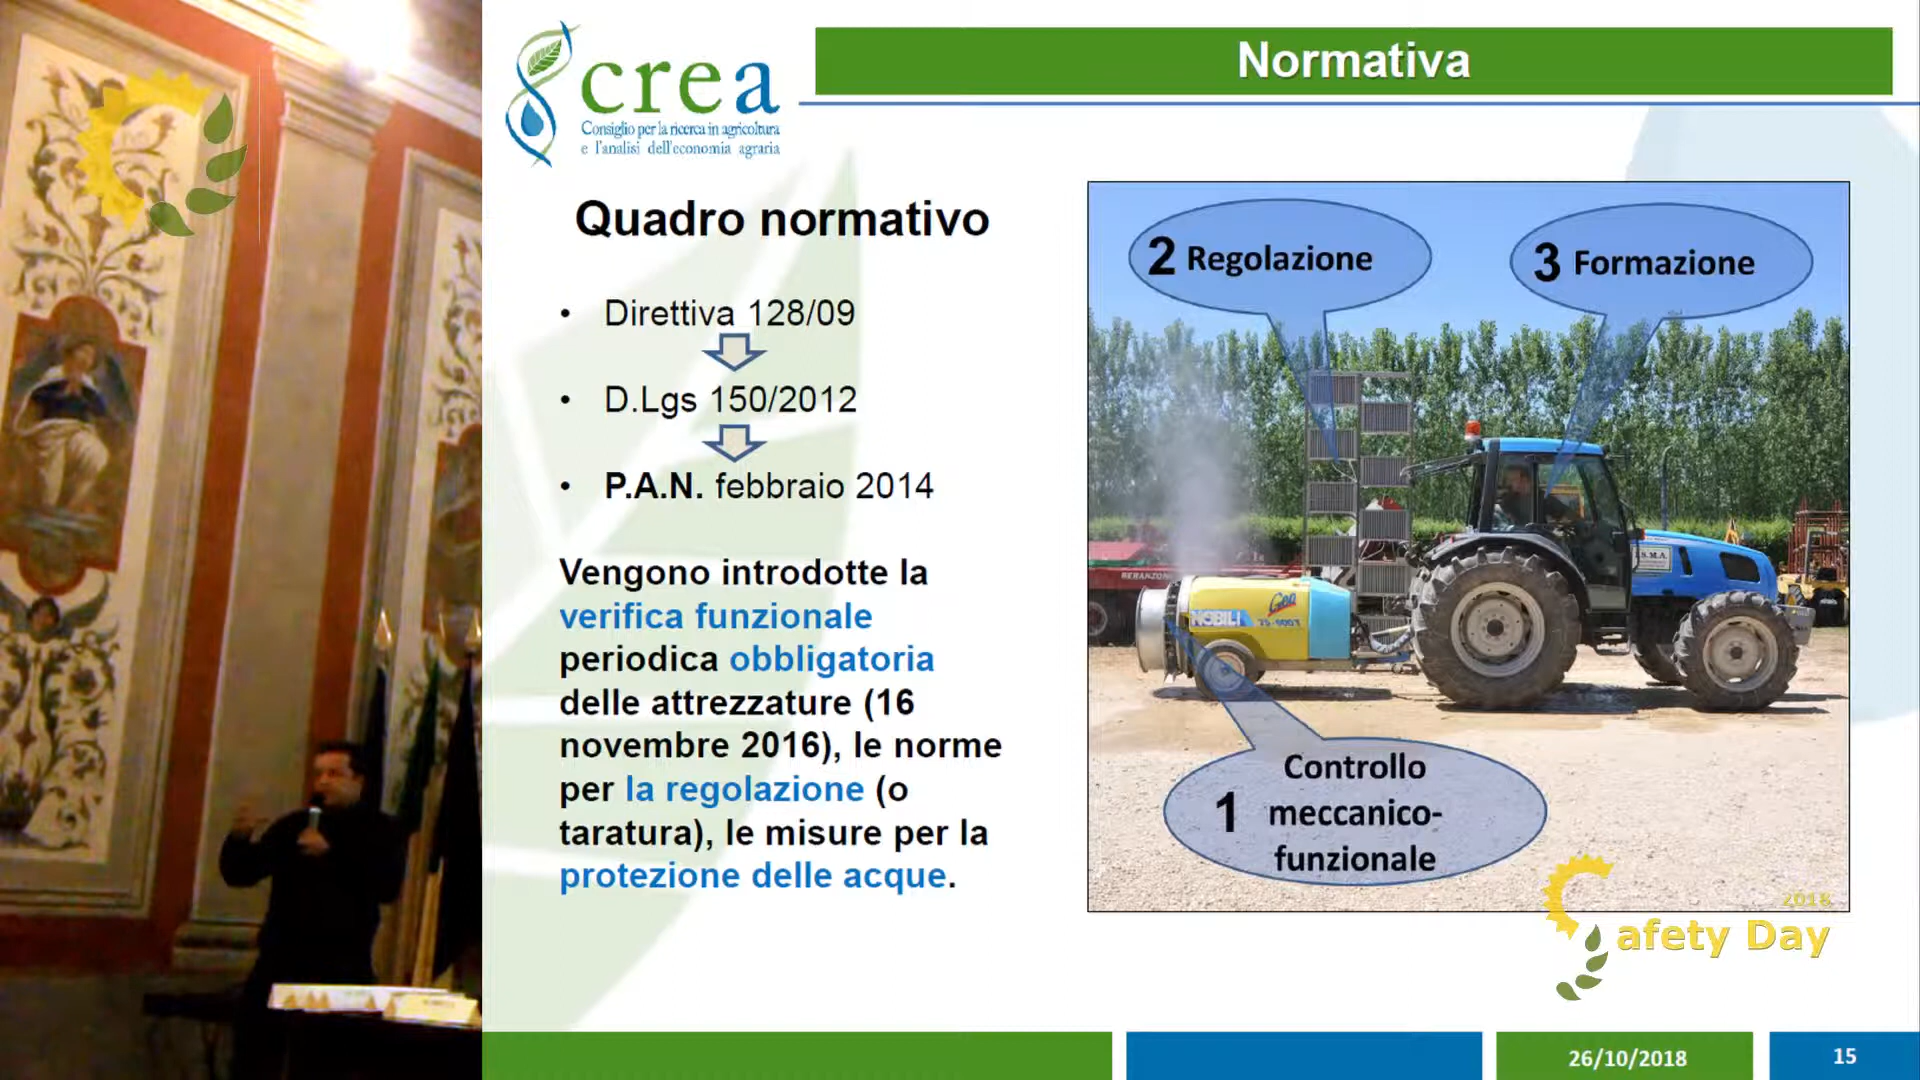 crea
Consiglio per la ricerca in agricoltura
e l'analisi dell'economia agraria
Normativa
Quadro normativo
• Direttiva 128/09
• D.Lgs 150/2012
• P.A.N. febbraio 2014
Vengono introdotte la
verifica funzionale
periodica obbligatoria
delle attrezzature (16
novembre 2016), le norme
per la regolazione (o
taratura), le misure per la
protezione delle acque.
2 Regolazione
3 Formazione
NOBILI
Geo
1 Controllo
meccanico-
funzionale
2018
Safety Day
26/10/2018
15